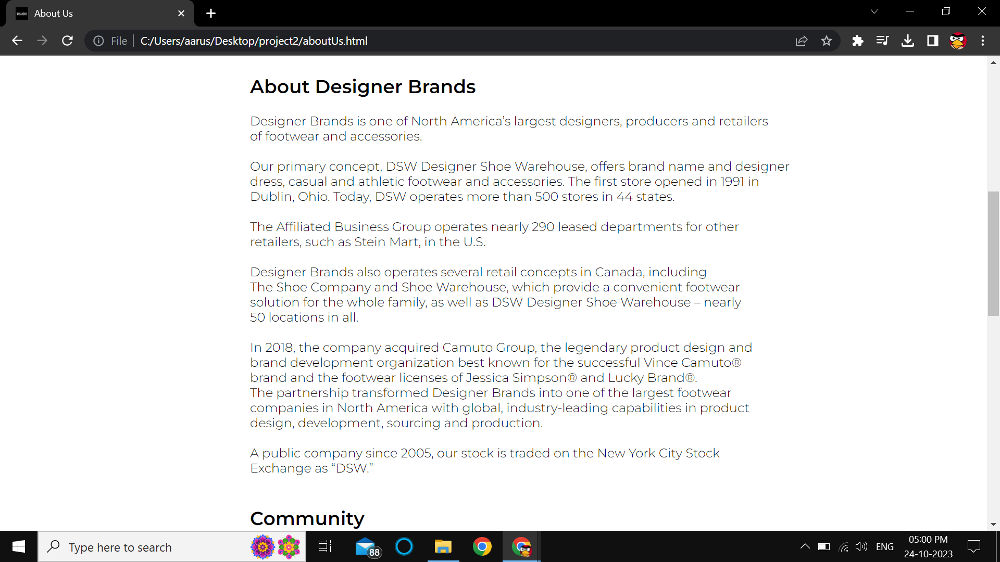 About Us
File
C:/Users/aarus/Desktop/project2/aboutUs.html
About Designer Brands
Designer Brands is one of North America’s largest designers, producers and retailers
of footwear and accessories.
Our primary concept, DSW Designer Shoe Warehouse, offers brand name and designer
dress, casual and athletic footwear and accessories. The first store opened in 1991 in
Dublin, Ohio. Today, DSW operates more than 500 stores in 44 states.
The Affiliated Business Group operates nearly 290 leased departments for other
retailers, such as Stein Mart, in the U.S.
Designer Brands also operates several retail concepts in Canada, including
The Shoe Company and Shoe Warehouse, which provide a convenient footwear
solution for the whole family, as well as DSW Designer Shoe Warehouse – nearly
50 locations in all.
In 2018, the company acquired Camuto Group, the legendary product design and
brand development organization best known for the successful Vince Camuto®
brand and the footwear licenses of Jessica Simpson® and Lucky Brand®.
The partnership transformed Designer Brands into one of the largest footwear
companies in North America with global, industry-leading capabilities in product
design, development, sourcing and production.
A public company since 2005, our stock is traded on the New York City Stock
Exchange as “DSW.”
Community
Type here to search
88
ENG
05:00 PM
24-10-2023